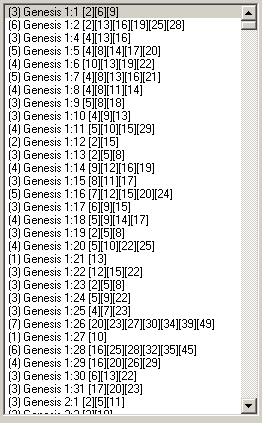 (3) Genesis 1:1 [2][6][9]
(6) Genesis 1:2 [2][13][16][19][25][28]
(3) Genesis 1:4 [4][13][16]
(5) Genesis 1:5 [4][8][14][17][20]
(4) Genesis 1:6 [10][13][19][22]
(5) Genesis 1:7 [4][8][13][16][21]
(4) Genesis 1:8 [4][8][11][14]
(3) Genesis 1:9 [5][8][18]
(3) Genesis 1:10 [4][9][13]
(4) Genesis 1:11 [5][10][15][29]
(2) Genesis 1:12 [2][15]
(3) Genesis 1:13 [2][5][8]
(4) Genesis 1:14 [9][12][16][19]
(3) Genesis 1:15 [8][11][17]
(5) Genesis 1:16 [7][12][15][20][24]
(3) Genesis 1:17 [6][9][15]
(4) Genesis 1:18 [5][9][14][17]
(3) Genesis 1:19 [2][5][8]
(4) Genesis 1:20 [5][10][22][25]
(1) Genesis 1:21 [13]
(3) Genesis 1:22 [12][15][22]
(3) Genesis 1:23 [2][5][8]
(3) Genesis 1:24 [5][9][22]
(3) Genesis 1:25 [4][7][23]
(7) Genesis 1:26 [20][23][27][30][34][39][49]
(1) Genesis 1:27 [10]
(6) Genesis 1:28 [16][25][28][32][35][45]
(4) Genesis 1:29 [16][20][26][29]
(3) Genesis 1:30 [6][13][22]
(3) Genesis 1:31 [17][20][23]
(3) Genesis 2:1 [2][5][11]